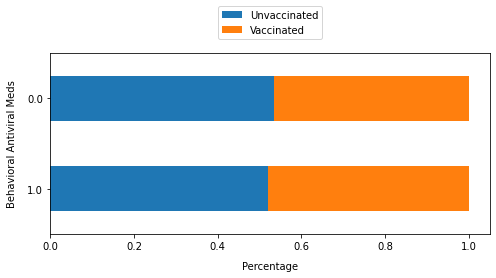 Unvaccinated
Vaccinated
Behavioral Antiviral Meds
0.0
1.0
0.0 0.2 0.4 0.6 0.8 1.0
Percentage